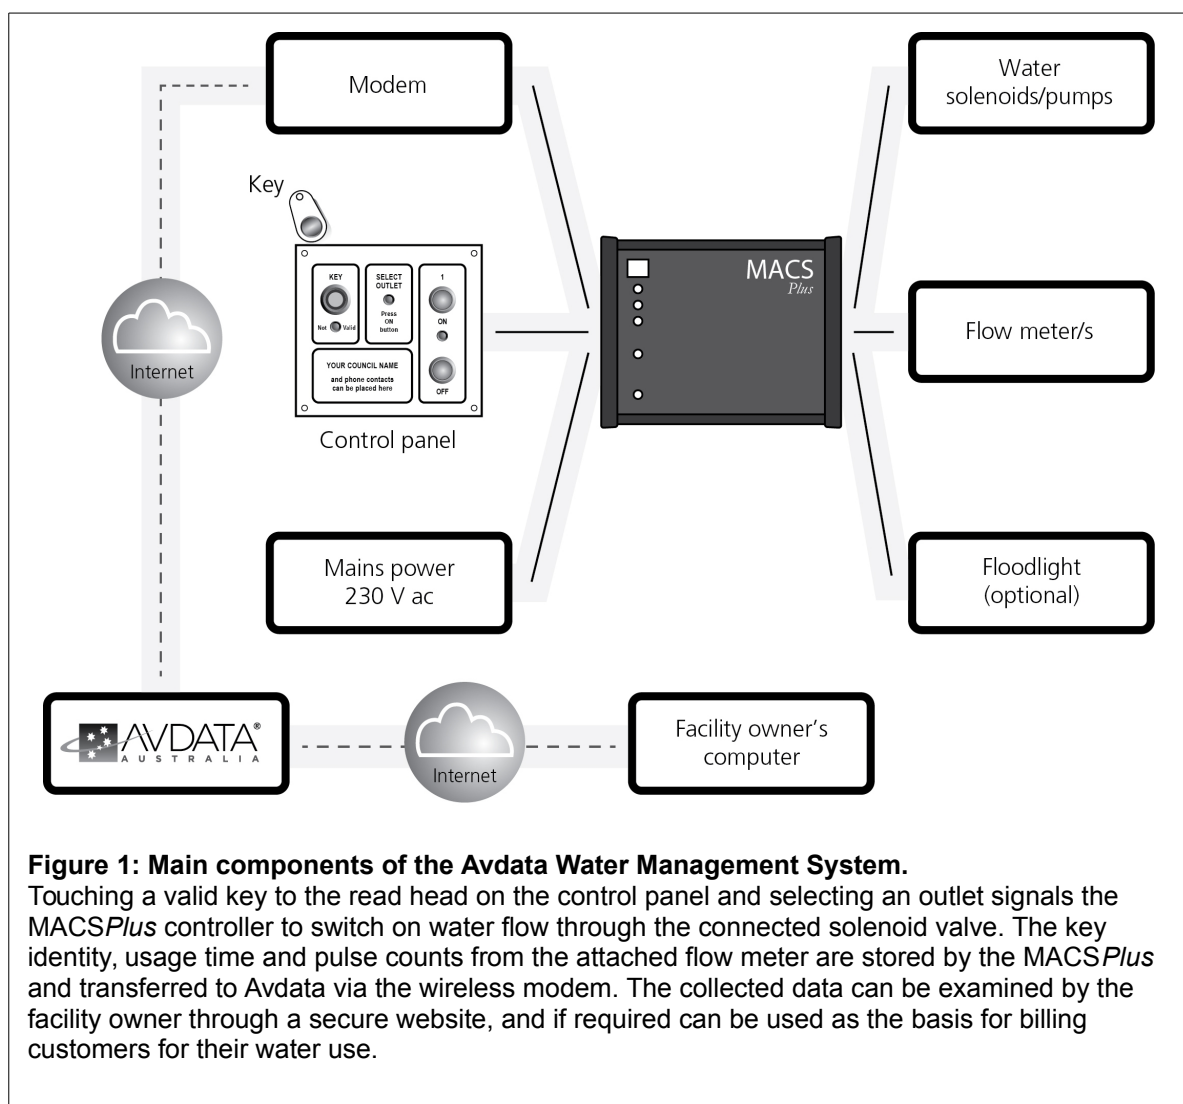 Modem
Water
solenoids/pumps
Key
KEY
Not Valid
SELECT
OUTLET
Press
ON
button
1
ON
OFF
YOUR COUNCIL NAME
and phone contacts
can be placed here
Control panel
MACS
Plus
Flow meter/s
Internet
Mains power
230 V ac
Floodlight
(optional)
AVDATA®
AUSTRALIA
Internet
Facility owner's
computer
Figure 1: Main components of the Avdata Water Management System.
Touching a valid key to the read head on the control panel and selecting an outlet signals the
MACSPlus controller to switch on water flow through the connected solenoid valve. The key
identity, usage time and pulse counts from the attached flow meter are stored by the MACSPlus
and transferred to Avdata via the wireless modem. The collected data can be examined by the
facility owner through a secure website, and if required can be used as the basis for billing
customers for their water use.